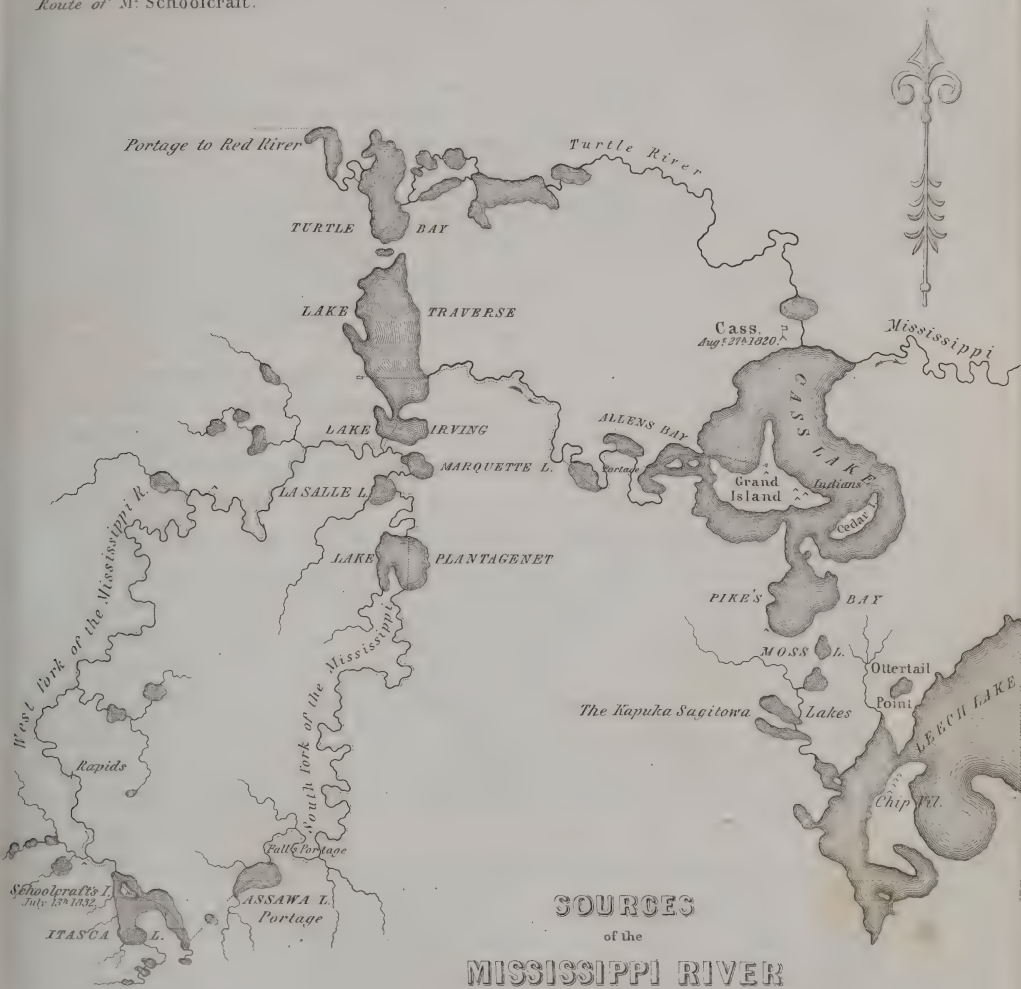 Route of Mr. Schoolcraft.
Portage to Red River
Turtle River
TURTLE BAY
LAKE TRAVERSE
Cass.
Augt. 27th. 1820.
Mississippi
CASS LAKE
LAKE IRVING
ALLENS BAY
MARQUETTE L.
Portage
Grand
Island
Indians
LA SALLE L.
Cedar I.
West Fork of the Mississippi R.
LAKE PLANTAGENET
PIKE'S BAY
South Fork of the Mississippi
MOSS L.
Ottertail
Point
LEECH LAKE
The Kapuka Sagitowa Lakes
Rapids
Chip Vil.
Falls Portage
Schoolcraft's I.
July 13th 1832.
ASSAWA L.
Portage
ITASCA L.
SOURCES
of the
MISSISSIPPI RIVER